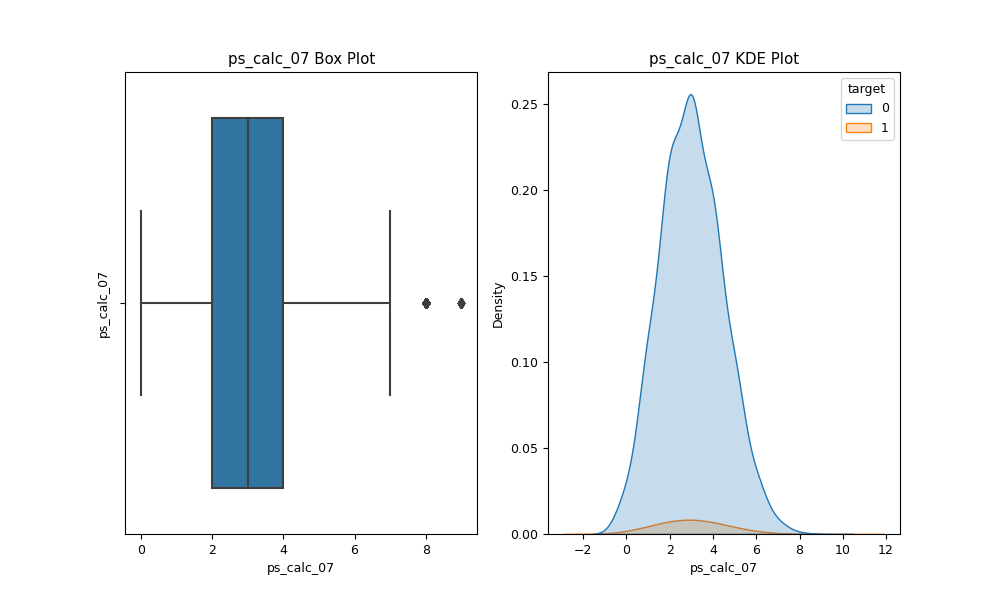 ps_calc_07 Box Plot
ps_calc_07
0 2 4 6 8
ps_calc_07
ps_calc_07 KDE Plot
target
0
1
Density
0.25
0.20
0.15
0.10
0.05
0.00
−2 0 2 4 6 8 10 12
ps_calc_07